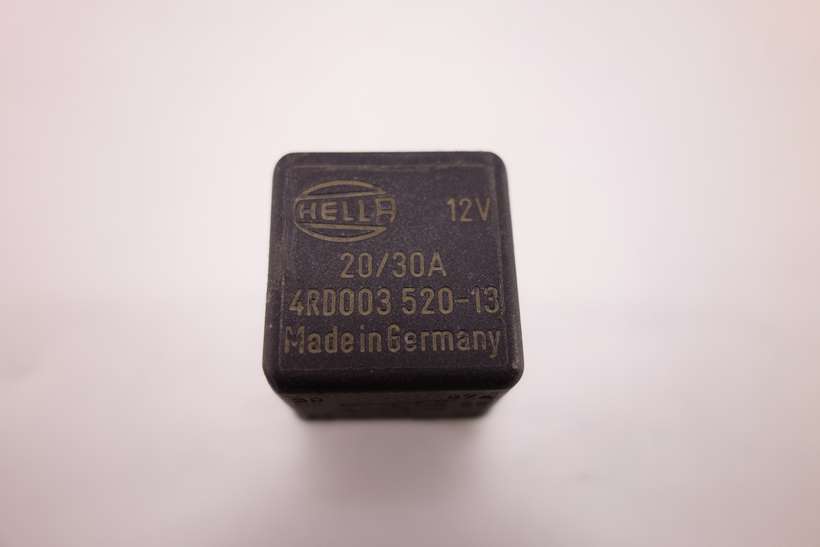 HELLA 12V
20/30A
4RD003 520-13
Made in Germany